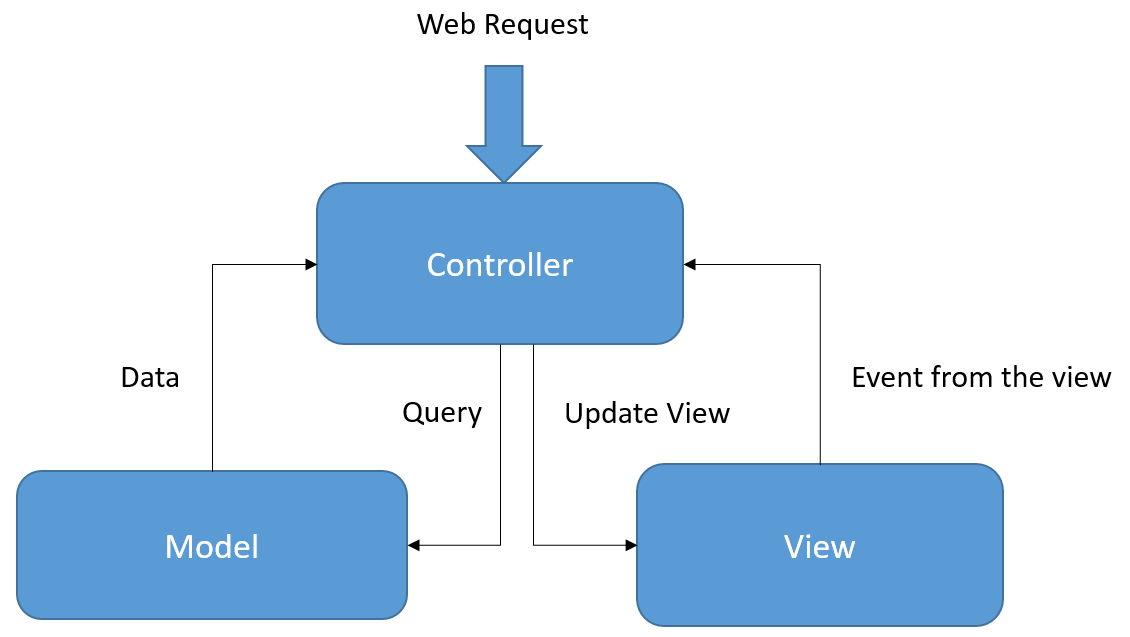 Web Request
Controller
Data
Event from the view
Query
Update View
Model
View